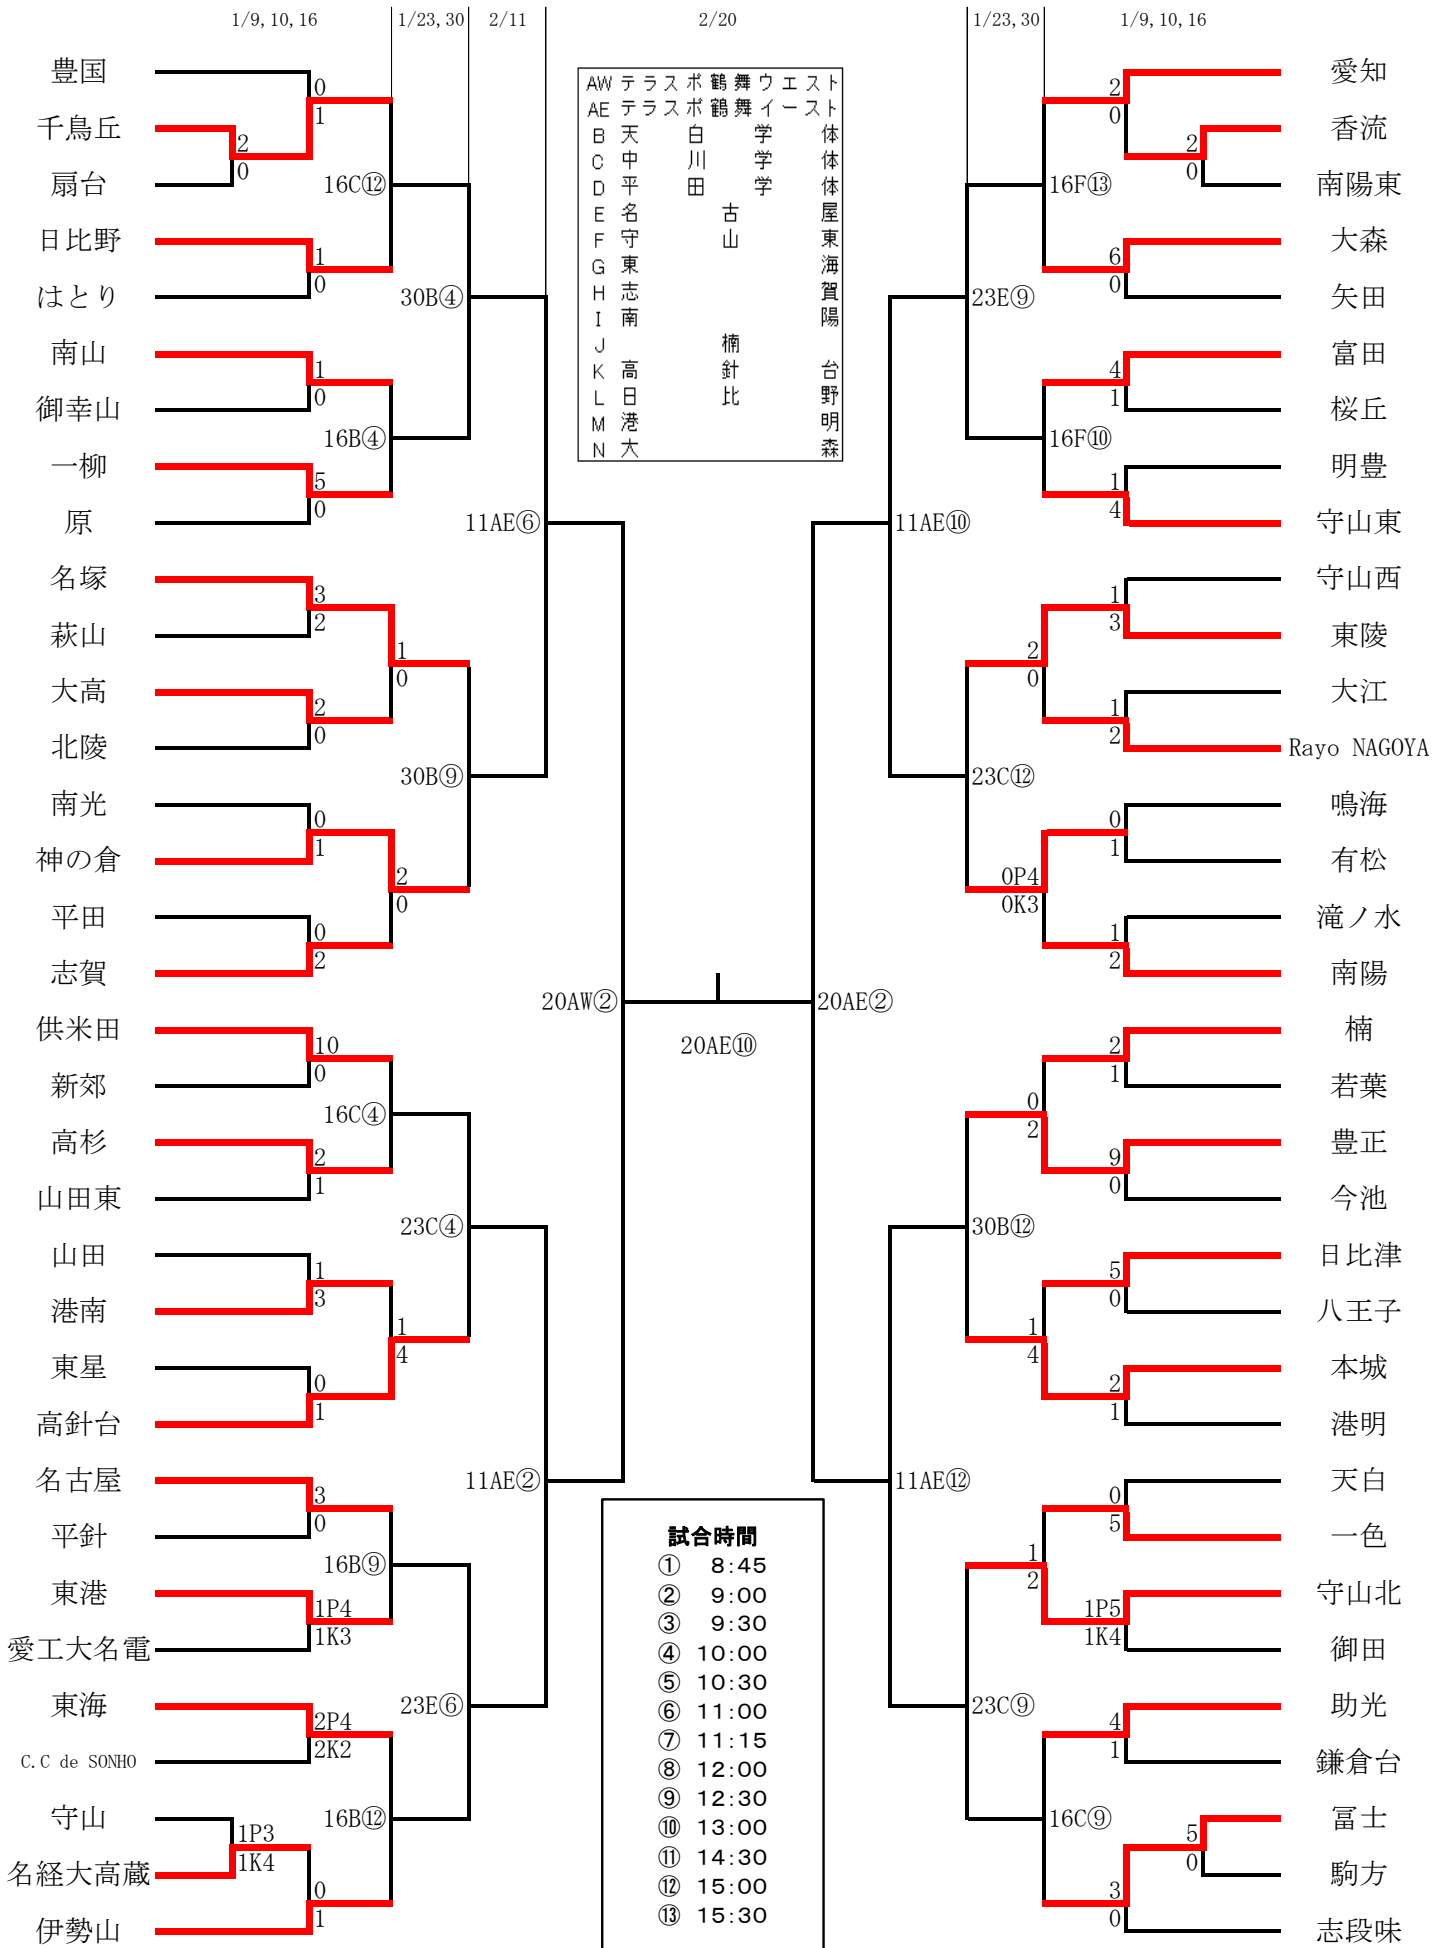 1/9,10,16 1/23,30 2/11 2/20 1/23,30 1/9,10,16
豊国
千鳥丘
扇台
日比野
はとり
南山
御幸山
一柳
原
名塚
萩山
大高
北陵
南光
神の倉
平田
志賀
供米田
新郊
高杉
山田東
山田
港南
東星
高針台
名古屋
平針
東港
愛工大名電
東海
C.C de SONHO
守山
名経大高蔵
伊勢山
0
1
2
0
1
0
1
0
5
0
3
2
2
0
0
1
0
2
10
0
2
1
1
3
0
1
3
0
1P4
1K3
2P4
2K2
1P3
1K4
0
1
16C⑫
16B④
1
0
2
0
16C④
1
4
16B⑨
16B⑫
30B④
30B⑨
23C④
23E⑥
11AE⑥
11AE②
20AW②
20AE⑩
20AE②
AW テラスポ鶴舞ウエスト
AE テラスポ鶴舞イースト
B 天白学体
C 中川学体
D 平田学体
E 名古屋
F 守山東
G 東海
H 志賀
I 南陽
J 楠
K 高針台
L 日比野
M 港明
N 大森
試合時間
① 8:45
② 9:00
③ 9:30
④ 10:00
⑤ 10:30
⑥ 11:00
⑦ 11:15
⑧ 12:00
⑨ 12:30
⑩ 13:00
⑪ 14:30
⑫ 15:00
⑬ 15:30
11AE⑩
11AE⑫
23E⑨
23C⑫
30B⑫
23C⑨
16F⑬
16F⑩
2
0
0P4
0K3
0
2
1
4
1
2
16C⑨
2
0
2
0
6
0
4
1
1
4
1
3
1
2
0
1
1
2
2
1
9
0
5
0
2
1
0
5
1P5
1K4
4
1
5
0
3
0
愛知
香流
南陽東
大森
矢田
富田
桜丘
明豊
守山東
守山西
東陵
大江
Rayo NAGOYA
鳴海
有松
滝ノ水
南陽
楠
若葉
豊正
今池
日比津
八王子
本城
港明
天白
一色
守山北
御田
助光
鎌倉台
冨士
駒方
志段味